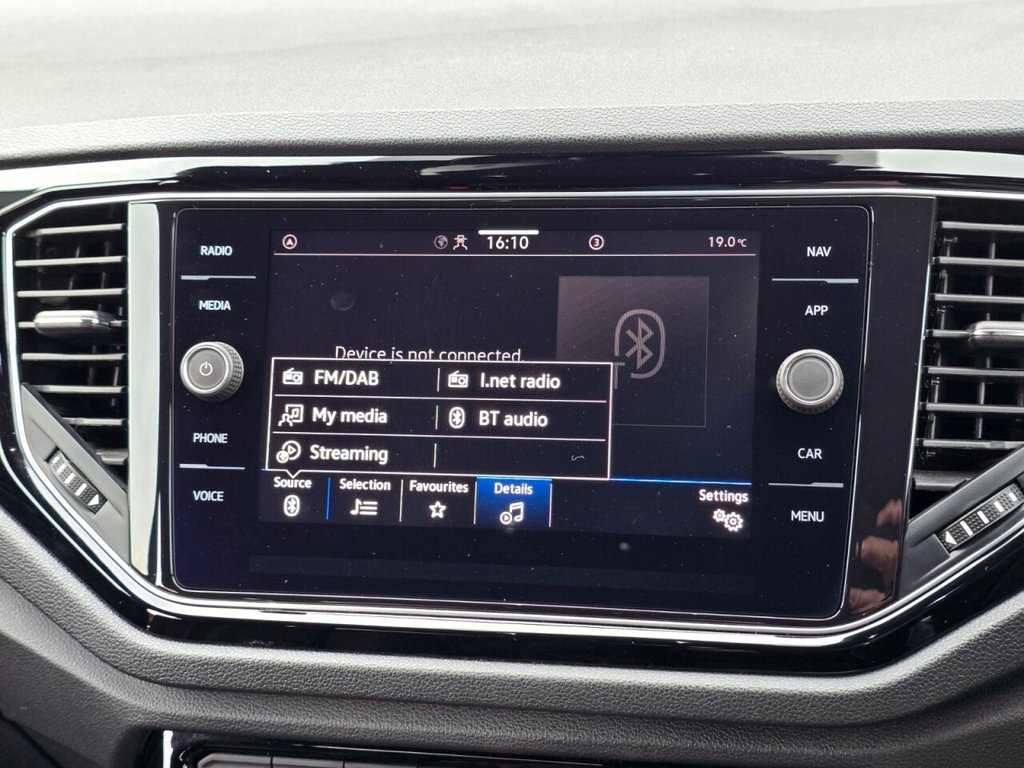 RADIO
MEDIA
PHONE
VOICE
16:10
3
19.0°C
Device is not connected.
FM/DAB
I.net radio
My media
BT audio
Streaming
Source
Selection
Favourites
Details
Settings
NAV
APP
CAR
MENU